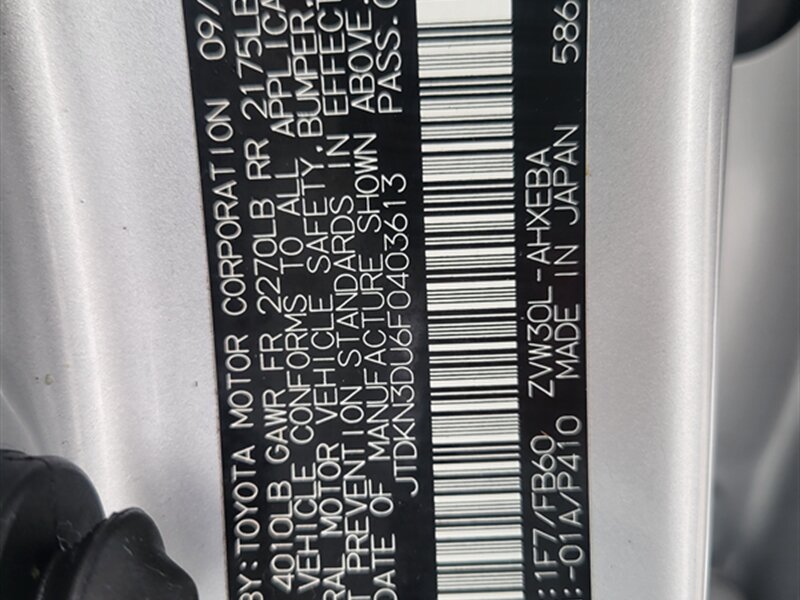 BY:TOYOTA MOTOR CORPORATION 09/
4010LB GAWR FR 2270LB RR 2175LB
VEHICLE CONFORMS TO ALL APPLICA
RAL MOTOR VEHICLE SAFETY, BUMPER,
T PREVENTION STANDARDS IN EFFECT
DATE OF MANUFACTURE SHOWN ABOVE.
JTDKN3DU6F0403613 PASS.C
:1F7/FB60 ZVW30L-AHXEBA
:-01A/P410 MADE IN JAPAN 586